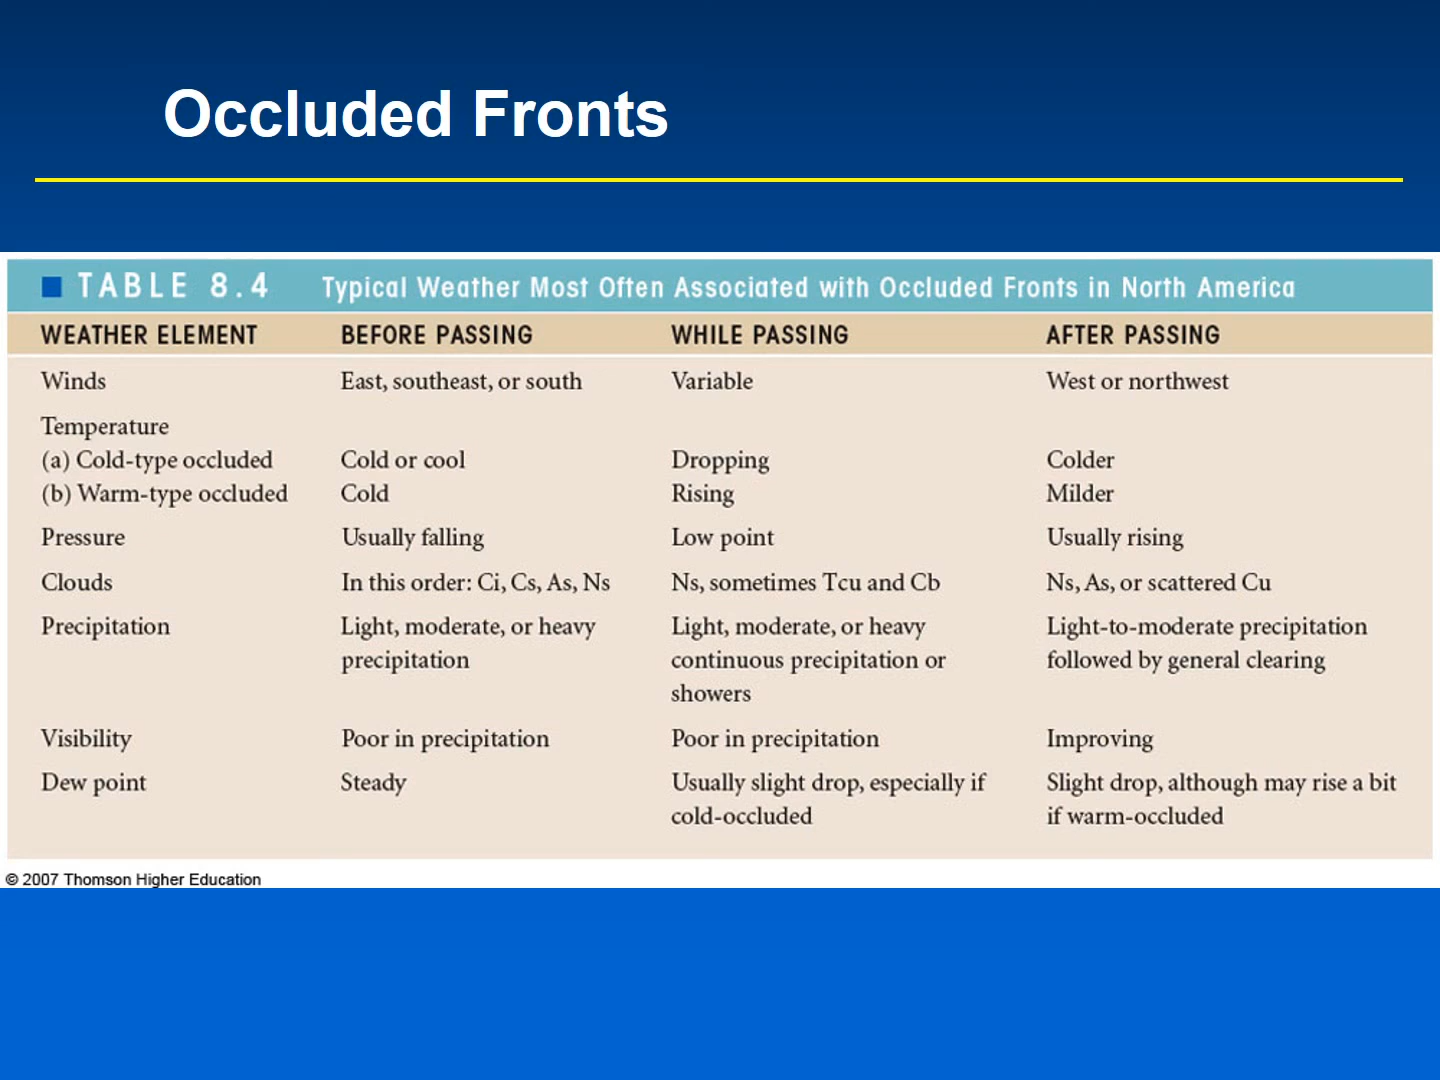 Occluded Fronts
TABLE 8.4 Typical Weather Most Often Associated with Occluded Fronts in North America
WEATHER ELEMENT BEFORE PASSING WHILE PASSING AFTER PASSING
Winds East, southeast, or south Variable West or northwest
Temperature
(a) Cold-type occluded Cold or cool Dropping Colder
(b) Warm-type occluded Cold Rising Milder
Pressure Usually falling Low point Usually rising
Clouds In this order: Ci, Cs, As, Ns Ns, sometimes Tcu and Cb Ns, As, or scattered Cu
Precipitation Light, moderate, or heavy Light, moderate, or heavy Light-to-moderate precipitation
precipitation continuous precipitation or followed by general clearing
showers
Visibility Poor in precipitation Poor in precipitation Improving
Dew point Steady Usually slight drop, especially if Slight drop, although may rise a bit
cold-occluded if warm-occluded
© 2007 Thomson Higher Education